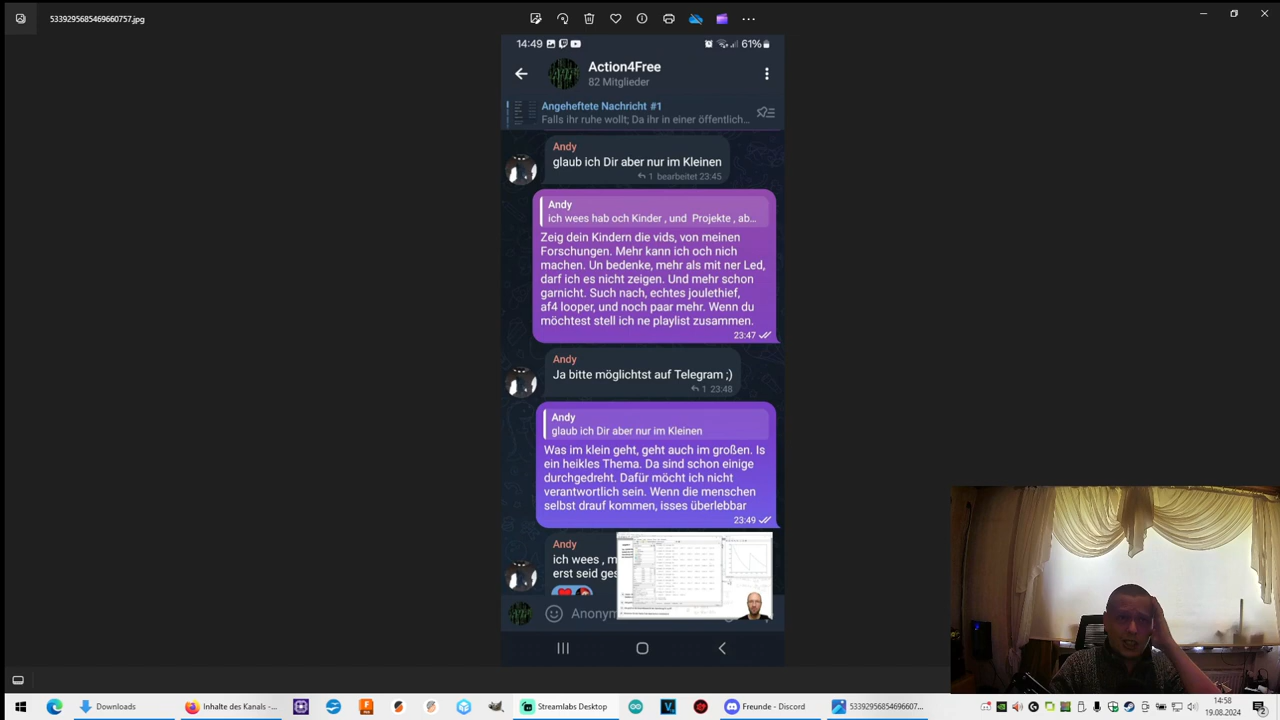 5339295685469660757.jpg
14:49
61%
Action4Free
82 Mitglieder
Angeheftete Nachricht #1
Falls ihr ruhe wollt; Da ihr in einer öffentlich...
Andy
glaub ich Dir aber nur im Kleinen
1 bearbeitet 23:45
Andy
ich wees hab och Kinder , und Projekte , ab...
Zeig dein Kindern die vids, von meinen
Forschungen. Mehr kann ich och nich
machen. Un bedenke, mehr als mit ner Led,
darf ich es nicht zeigen. Und mehr schon
garnicht. Such nach, echtes joulethief,
af4 looper, und noch paar mehr. Wenn du
möchtest stell ich ne playlist zusammen.
23:47
Andy
Ja bitte möglichtst auf Telegram ;)
1 23:48
Andy
glaub ich Dir aber nur im Kleinen
Was im klein geht, geht auch im großen. Is
ein heikles Thema. Da sind schon einige
durchgedreht. Dafür möcht ich nicht
verantwortlich sein. Wenn die menschen
selbst drauf kommen, isses überlebbar
23:49
Andy
ich wees , m
erst seid ges
Anonym
Downloads
Inhalte des Kanals - ...
Streamlabs Desktop
Freunde - Discord
53392956854696607...
14:58
19.08.2024